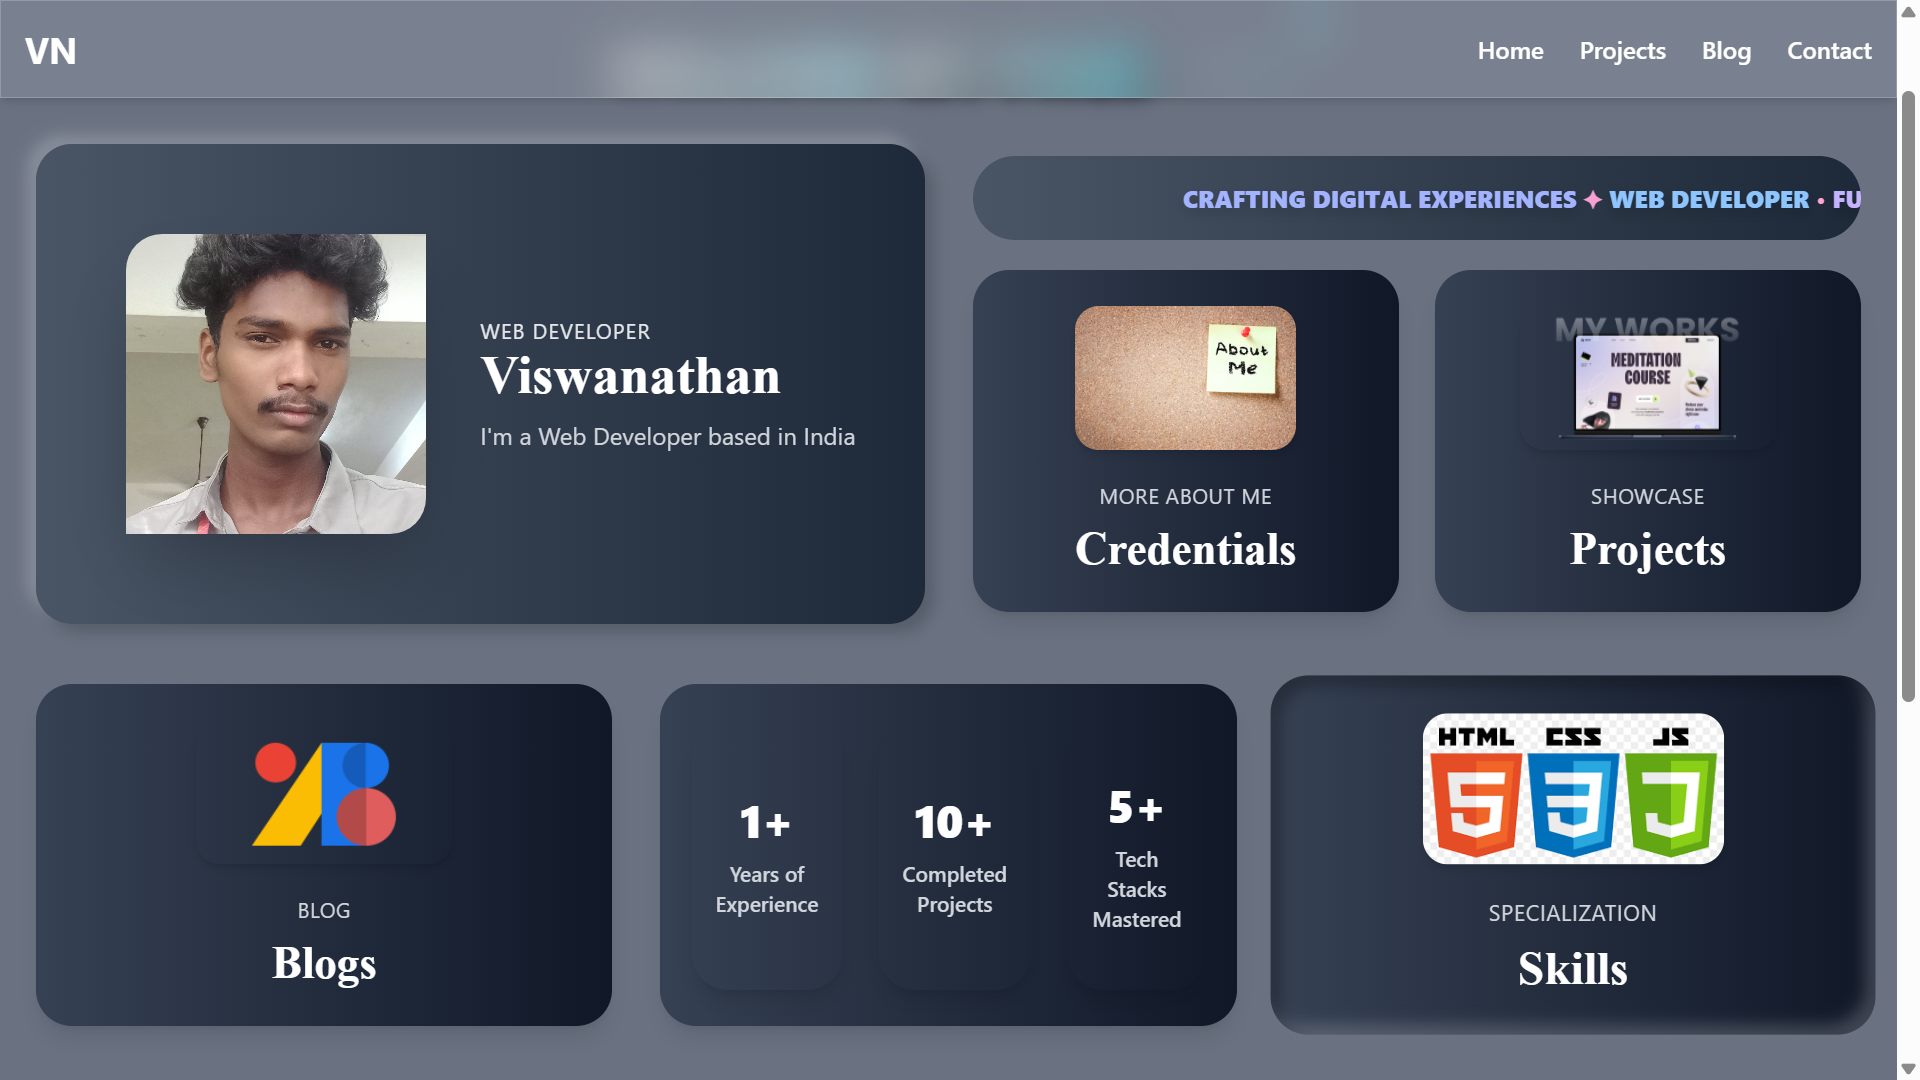 VN
Home
Projects
Blog
Contact
WEB DEVELOPER
Viswanathan
I'm a Web Developer based in India
CRAFTING DIGITAL EXPERIENCES ✦ WEB DEVELOPER • FU
About
Me
MORE ABOUT ME
Credentials
MY WORKS
MEDITATION
COURSE
SHOWCASE
Projects
BLOG
Blogs
1+
Years of
Experience
10+
Completed
Projects
5+
Tech
Stacks
Mastered
HTML CSS JS
SPECIALIZATION
Skills